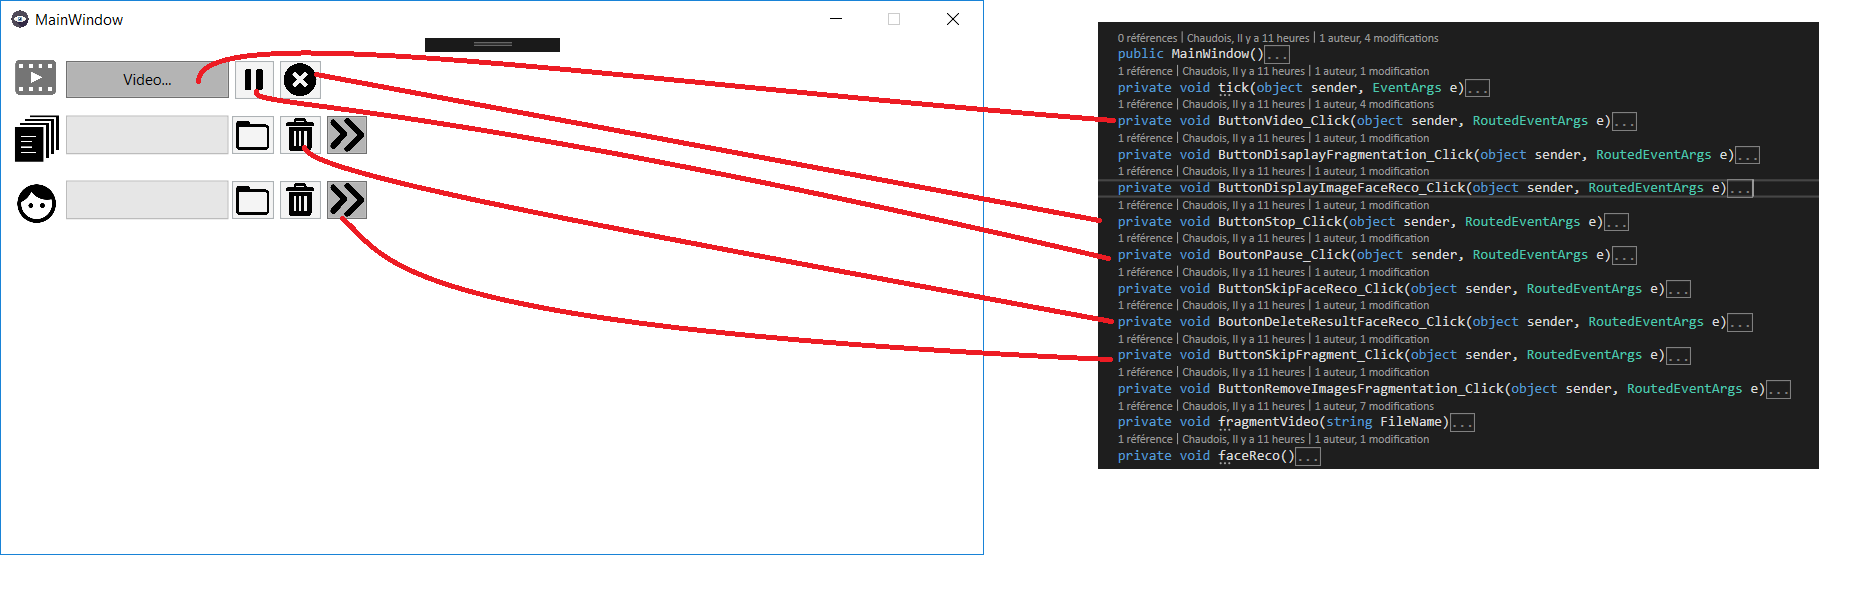 MainWindow
Video...
0 références | Chaudois, Il y a 11 heures | 1 auteur, 4 modifications
public MainWindow()...
1 référence | Chaudois, Il y a 11 heures | 1 auteur, 1 modification
private void tick(object sender, EventArgs e)...
1 référence | Chaudois, Il y a 11 heures | 1 auteur, 4 modifications
private void ButtonVideo_Click(object sender, RoutedEventArgs e)...
1 référence | Chaudois, Il y a 11 heures | 1 auteur, 1 modification
private void ButtonDisaplayFragmentation_Click(object sender, RoutedEventArgs e)...
1 référence | Chaudois, Il y a 11 heures | 1 auteur, 1 modification
private void ButtonDisplayImageFaceReco_Click(object sender, RoutedEventArgs e)...
1 référence | Chaudois, Il y a 11 heures | 1 auteur, 1 modification
private void ButtonStop_Click(object sender, RoutedEventArgs e)...
1 référence | Chaudois, Il y a 11 heures | 1 auteur, 1 modification
private void BoutonPause_Click(object sender, RoutedEventArgs e)...
1 référence | Chaudois, Il y a 11 heures | 1 auteur, 1 modification
private void ButtonSkipFaceReco_Click(object sender, RoutedEventArgs e)...
1 référence | Chaudois, Il y a 11 heures | 1 auteur, 1 modification
private void BoutonDeleteResultFaceReco_Click(object sender, RoutedEventArgs e)...
1 référence | Chaudois, Il y a 11 heures | 1 auteur, 1 modification
private void ButtonSkipFragment_Click(object sender, RoutedEventArgs e)...
1 référence | Chaudois, Il y a 11 heures | 1 auteur, 1 modification
private void ButtonRemoveImagesFragmentation_Click(object sender, RoutedEventArgs e)...
1 référence | Chaudois, Il y a 11 heures | 1 auteur, 7 modifications
private void fragmentVideo(string FileName)...
1 référence | Chaudois, Il y a 11 heures | 1 auteur, 1 modification
private void faceReco()...